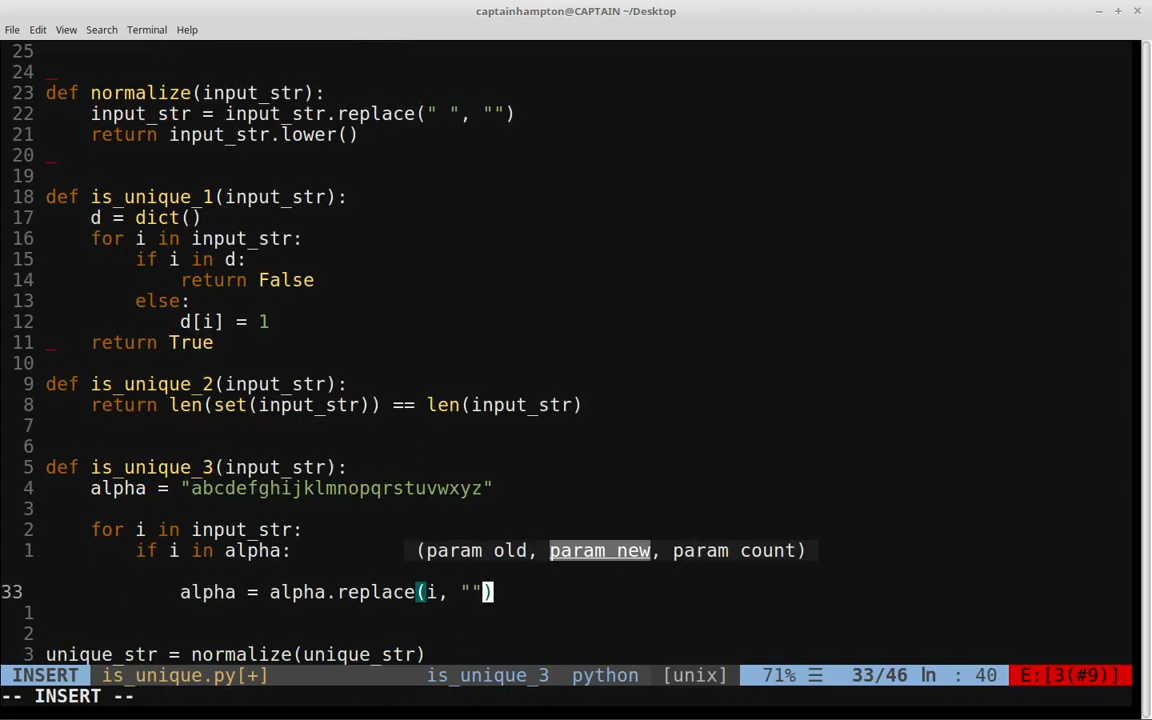 captainhampton@CAPTAIN ~/Desktop
File Edit View Search Terminal Help
25
24 _
23 def normalize(input_str):
22     input_str = input_str.replace(" ", "")
21     return input_str.lower()
20 _
19
18 def is_unique_1(input_str):
17     d = dict()
16     for i in input_str:
15         if i in d:
14             return False
13         else:
12             d[i] = 1
11 _   return True
10
9 def is_unique_2(input_str):
8     return len(set(input_str)) == len(input_str)
7
6
5 def is_unique_3(input_str):
4     alpha = "abcdefghijklmnopqrstuvwxyz"
3
2     for i in input_str:
1         if i in alpha: (param old, param new, param count)
33             alpha = alpha.replace(i, "")
1
2
3 unique_str = normalize(unique_str)
INSERT is_unique.py[+] is_unique_3 python [unix] 71% ☰ 33/46 ln : 40 E:[3(#9)]
-- INSERT --